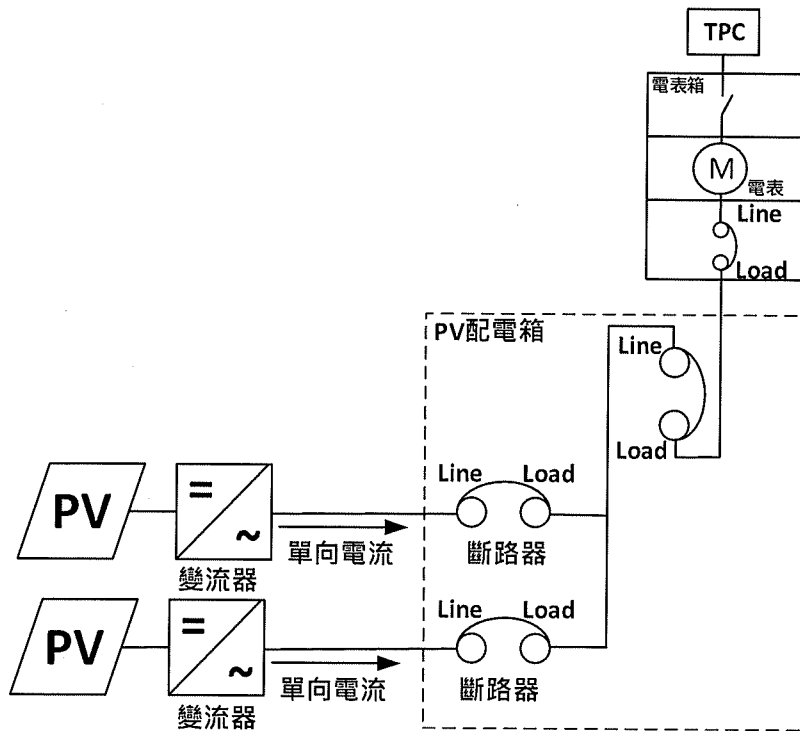 TPC
電表箱
M
電表
Line
Load
PV配電箱
Line
Load
PV
=
~
單向電流
變流器
Line Load
斷路器
PV
=
~
單向電流
變流器
Line Load
斷路器